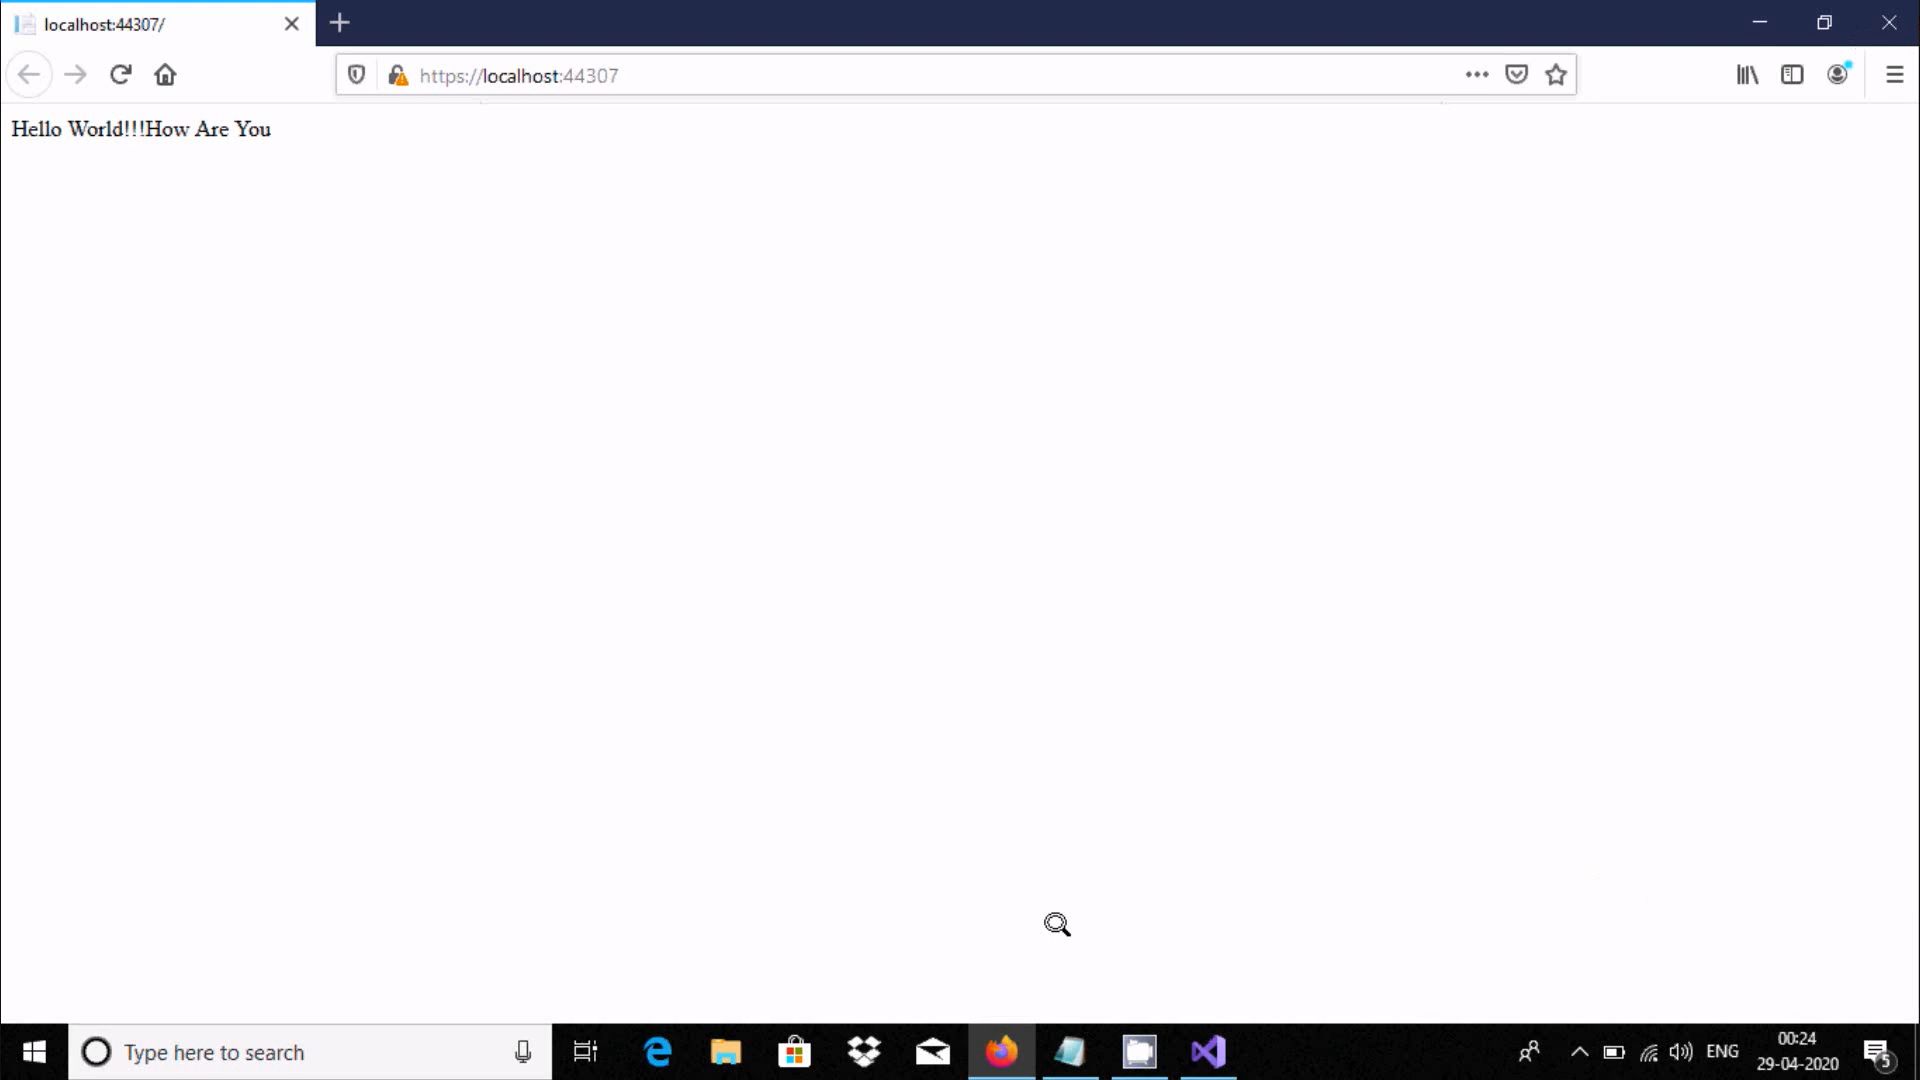 localhost:44307/
https://localhost:44307
Hello World!!!How Are You
Type here to search
ENG
00:24
29-04-2020
5